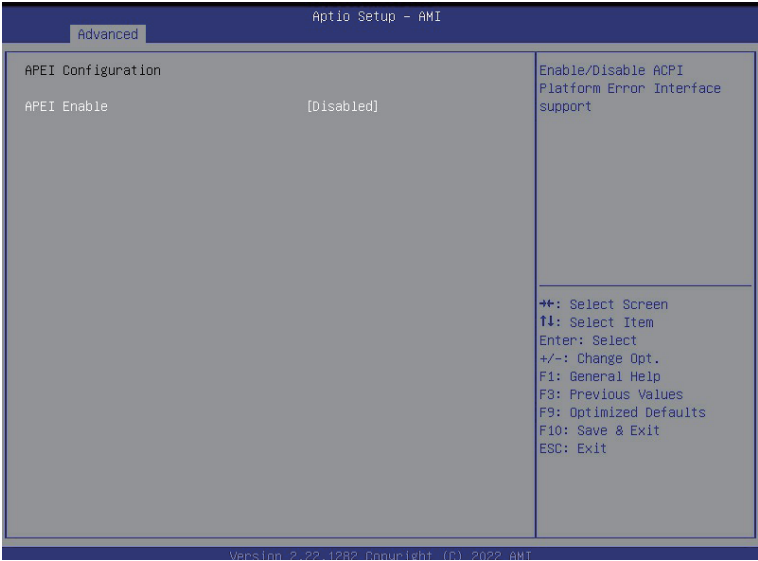 Aptio Setup – AMI
Advanced
APEI Configuration
APEI Enable [Disabled]
Enable/Disable ACPI
Platform Error Interface
support
→←: Select Screen
↑↓: Select Item
Enter: Select
+/-: Change Opt.
F1: General Help
F3: Previous Values
F9: Optimized Defaults
F10: Save & Exit
ESC: Exit
Version 2.22.1282 Copyright (C) 2022 AMI